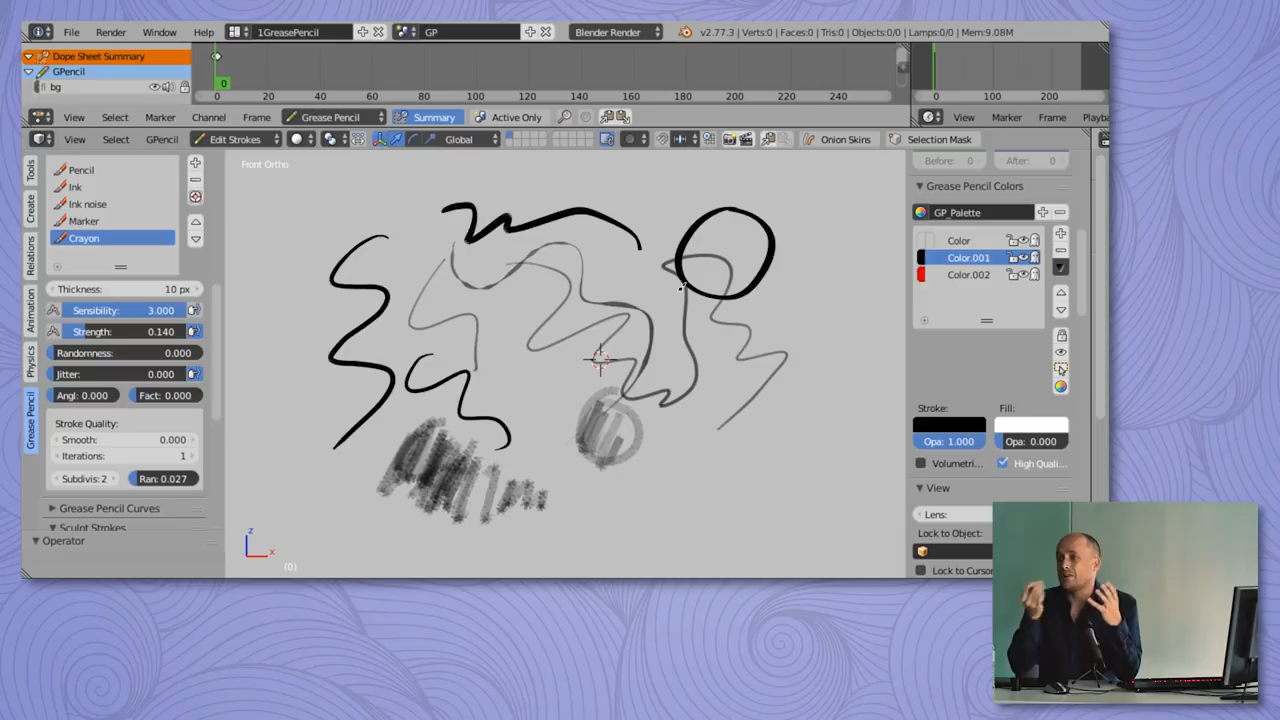 File Render Window Help 1GreasePencil GP Blender Render v2.77.3 | Verts:0 | Faces:0 | Tris:0 | Objects:0/0 | Lamps:0/0 | Mem:9.08M
Dope Sheet Summary
GPencil
bg
0
0 20 40 60 80 100 120 140 160 180 200 220 240 0 100 200
View Select Marker Channel Frame Grease Pencil Summary Active Only View Marker Frame Playba
View Select GPencil Edit Strokes Global Onion Skins Selection Mask
Front Ortho
Tools
Create
Relations
Animation
Physics
Grease Pencil
Pencil
Ink
Ink noise
Marker
Crayon
Thickness: 10 px
Sensibility: 3.000
Strength: 0.140
Randomness: 0.000
Jitter: 0.000
Angl: 0.000 Fact: 0.000
Stroke Quality:
Smooth: 0.000
Iterations: 1
Subdivis: 2 Ran: 0.027
Grease Pencil Curves
Sculpt Strokes
Operator
z
x
(0)
Before: 0 After: 0
Grease Pencil Colors
GP_Palette
Color
Color.001
Color.002
Stroke: Fill:
Opa: 1.000 Opa: 0.000
Volumetri... High Quali...
View
Lens:
Lock to Object:
Lock to Cursor